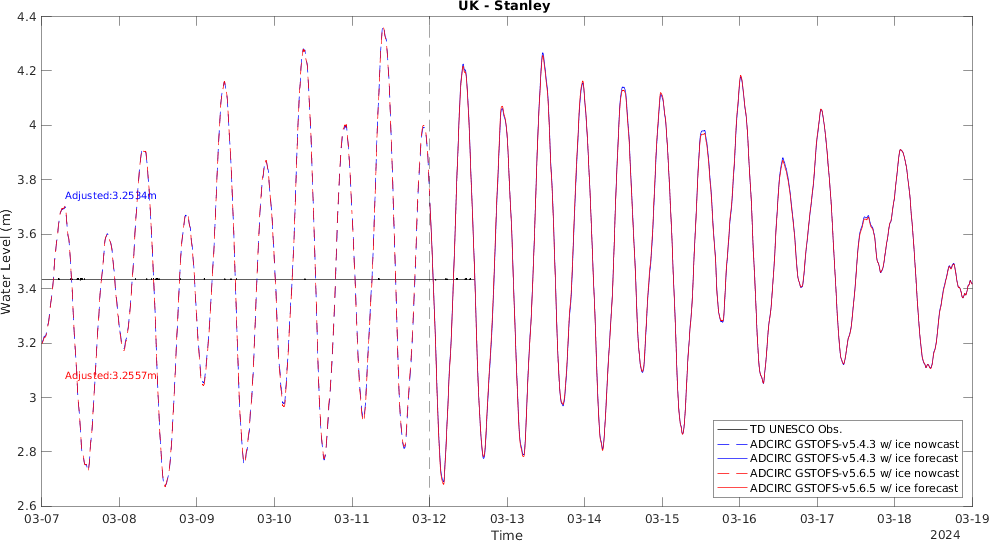 UK - Stanley
4.4
4.2
4
3.8
3.6
3.4
3.2
3
2.8
2.6
Water Level (m)
Adjusted:3.2534m
Adjusted:3.2557m
TD UNESCO Obs.
ADCIRC GSTOFS-v5.4.3 w/ ice nowcast
ADCIRC GSTOFS-v5.4.3 w/ ice forecast
ADCIRC GSTOFS-v5.6.5 w/ ice nowcast
ADCIRC GSTOFS-v5.6.5 w/ ice forecast
03-07 03-08 03-09 03-10 03-11 03-12 03-13 03-14 03-15 03-16 03-17 03-18 03-19
Time
2024